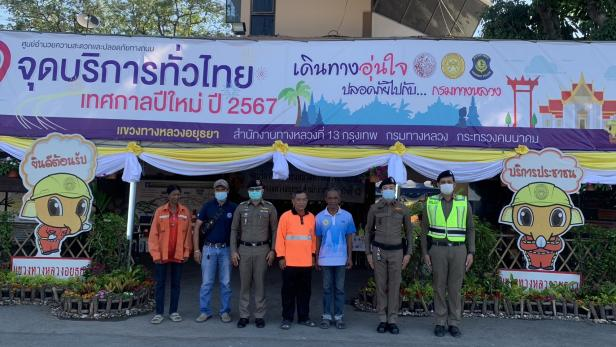 ศูนย์อำนวยความสะดวกและปลอดภัยทางถนน
จุดบริการทั่วไทย
เทศกาลปีใหม่ ปี 2567
เดินทางอุ่นใจ
ปลอดภัยไปกับ... กรมทางหลวง
แขวงทางหลวงอยุธยา สำนักงานทางหลวงที่ 13 กรุงเทพ กรมทางหลวง กระทรวงคมนาคม
ยินดีต้อนรับ
แขวงทางหลวงอยุธยา
บริการประชาชน
แขวงทางหลวงอยุธยา